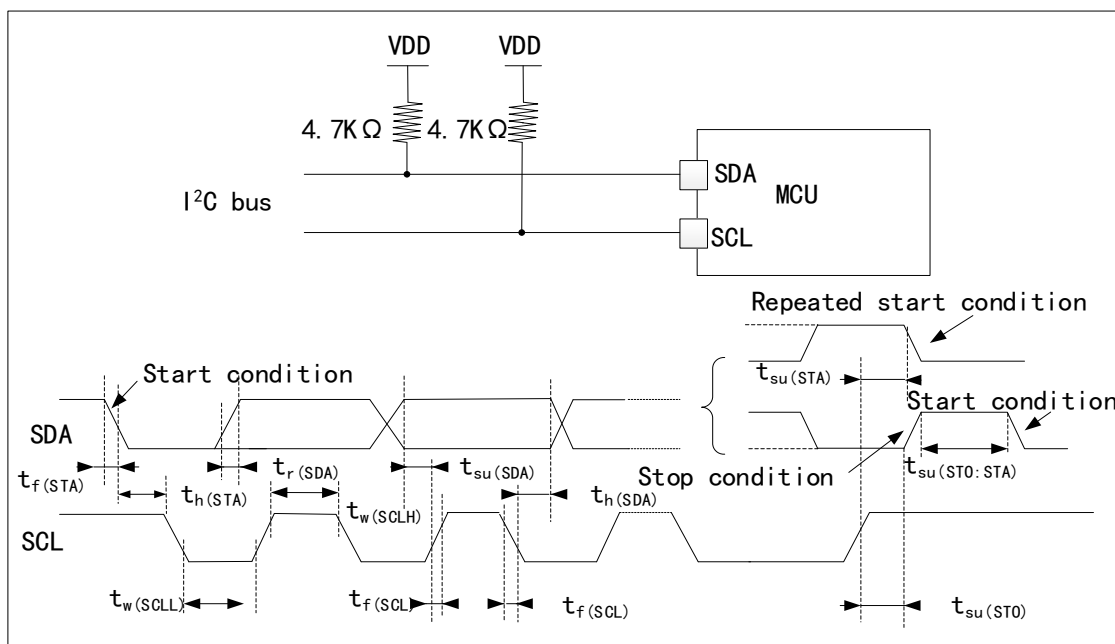 VDD VDD
4.7KΩ 4.7KΩ
SDA
MCU
I²C bus
SCL
Repeated start condition
Start condition
t_su(STA)
Start condition
SDA
t_f(STA)
t_r(SDA)
t_su(SDA)
Stop condition
t_su(STO:STA)
t_h(STA)
t_w(SCLH)
t_h(SDA)
SCL
t_w(SCLL)
t_f(SCL)
t_f(SCL)
t_su(STO)